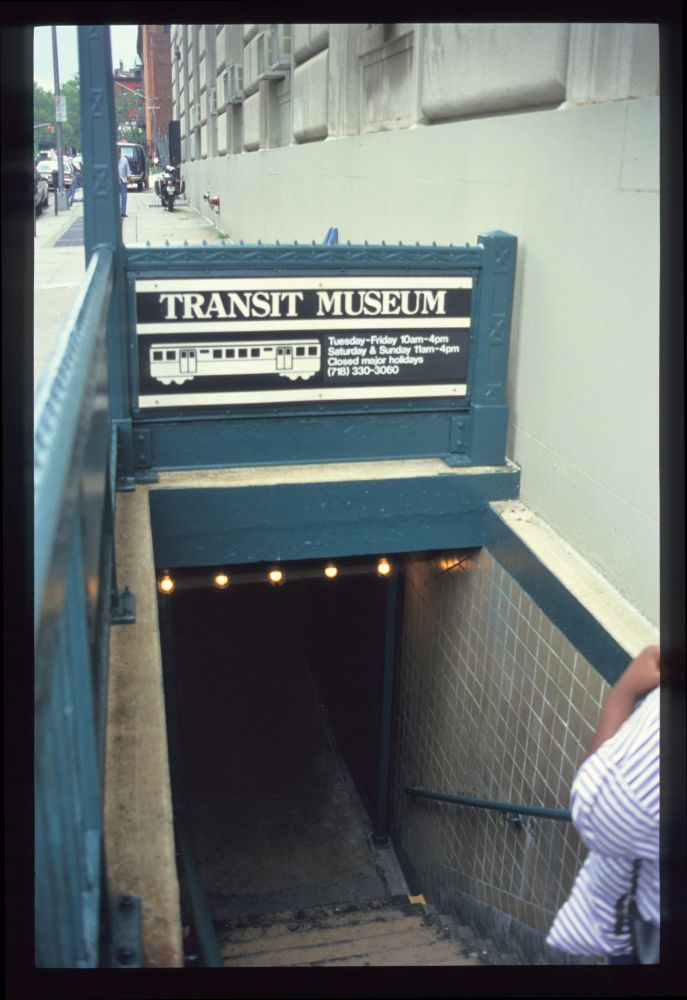 TRANSIT MUSEUM
Tuesday-Friday 10am-4pm
Saturday & Sunday 11am-4pm
Closed major holidays
(718) 330-3060